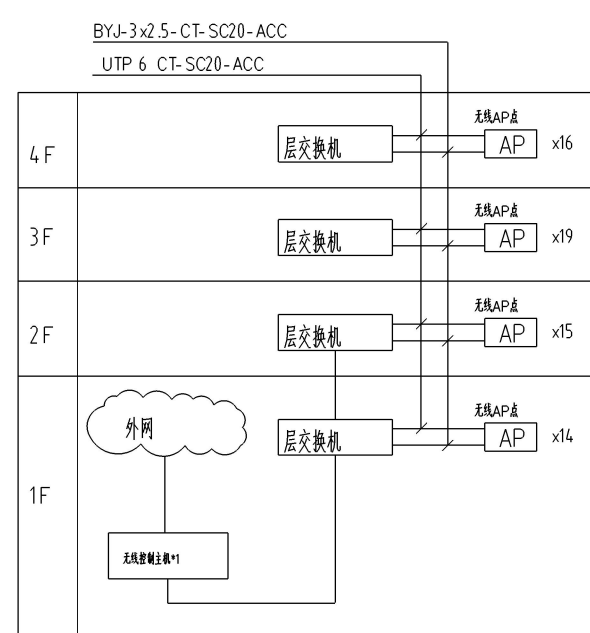 BYJ-3x2.5-CT-SC20-ACC
UTP 6 CT-SC20-ACC
无线AP点
4F 层交换机 AP x16
无线AP点
3F 层交换机 AP x19
无线AP点
2F 层交换机 AP x15
无线AP点
外网 层交换机 AP x14
1F
无线控制主机*1